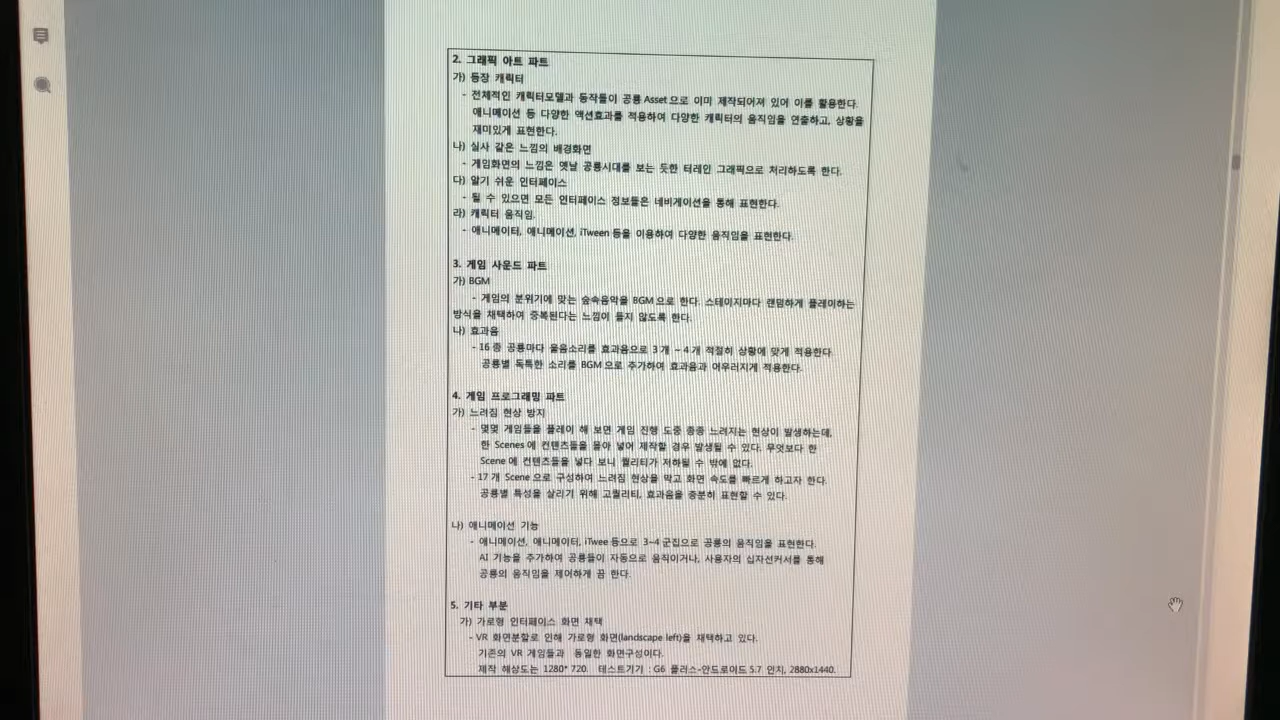 2. 그래픽 아트 파트
가) 등장 캐릭터
- 전체적인 캐릭터모델과 동작들이 공룡 Asset으로 이미 제작되어져 있어 이를 활용한다.
애니메이션 등 다양한 액션효과를 적용하여 다양한 캐릭터의 움직임을 연출하고, 상황을
재미있게 표현한다.
나) 실사 같은 느낌의 배경화면
- 게임화면의 느낌은 옛날 공룡시대를 보는 듯한 터레인 그래픽으로 처리하도록 한다.
다) 알기 쉬운 인터페이스
- 될 수 있으면 모든 인터페이스 정보들은 네비게이션을 통해 표현한다.
라) 캐릭터 움직임.
- 애니메이터, 애니메이션, iTween 등을 이용하여 다양한 움직임을 표현한다.
3. 게임 사운드 파트
가) BGM
- 게임의 분위기에 맞는 숲속음악을 BGM으로 한다. 스테이지마다 랜덤하게 플레이하는
방식을 채택하여 중복된다는 느낌이 들지 않도록 한다.
나) 효과음
- 16종 공룡마다 울음소리를 효과음으로 3개 ~ 4개 적절히 상황에 맞게 적용한다.
공룡별 독특한 소리를 BGM으로 추가하여 효과음과 어우러지게 적용한다.
4. 게임 프로그래밍 파트
가) 느려짐 현상 방지
- 몇몇 게임들을 플레이 해 보면 게임 진행 도중 종종 느려지는 현상이 발생하는데,
한 Scenes에 컨텐츠들을 몰아 넣어 제작할 경우 발생될 수 있다. 무엇보다 한
Scene에 컨텐츠들을 넣다 보니 퀄리티가 저하될 수 밖에 없다.
- 17개 Scene으로 구성하여 느려짐 현상을 막고 화면 속도를 빠르게 하고자 한다.
공룡별 특성을 살리기 위해 고퀄리티, 효과음을 충분히 표현할 수 있다.
나) 애니메이션 기능
- 애니메이션, 애니메이터, iTwee 등으로 3~4 군집으로 공룡의 움직임을 표현한다.
AI 기능을 추가하여 공룡들이 자동으로 움직이거나, 사용자의 십자선커서를 통해
공룡의 움직임을 제어하게 끔 한다.
5. 기타 부분
가) 가로형 인터페이스 화면 채택
- VR 화면분할로 인해 가로형 화면(landscape left)을 채택하고 있다.
기존의 VR 게임들과 동일한 화면구성이다.
제작 해상도는 1280* 720. 테스트기기 : G6 플러스-안드로이드 5.7 인치, 2880x1440.